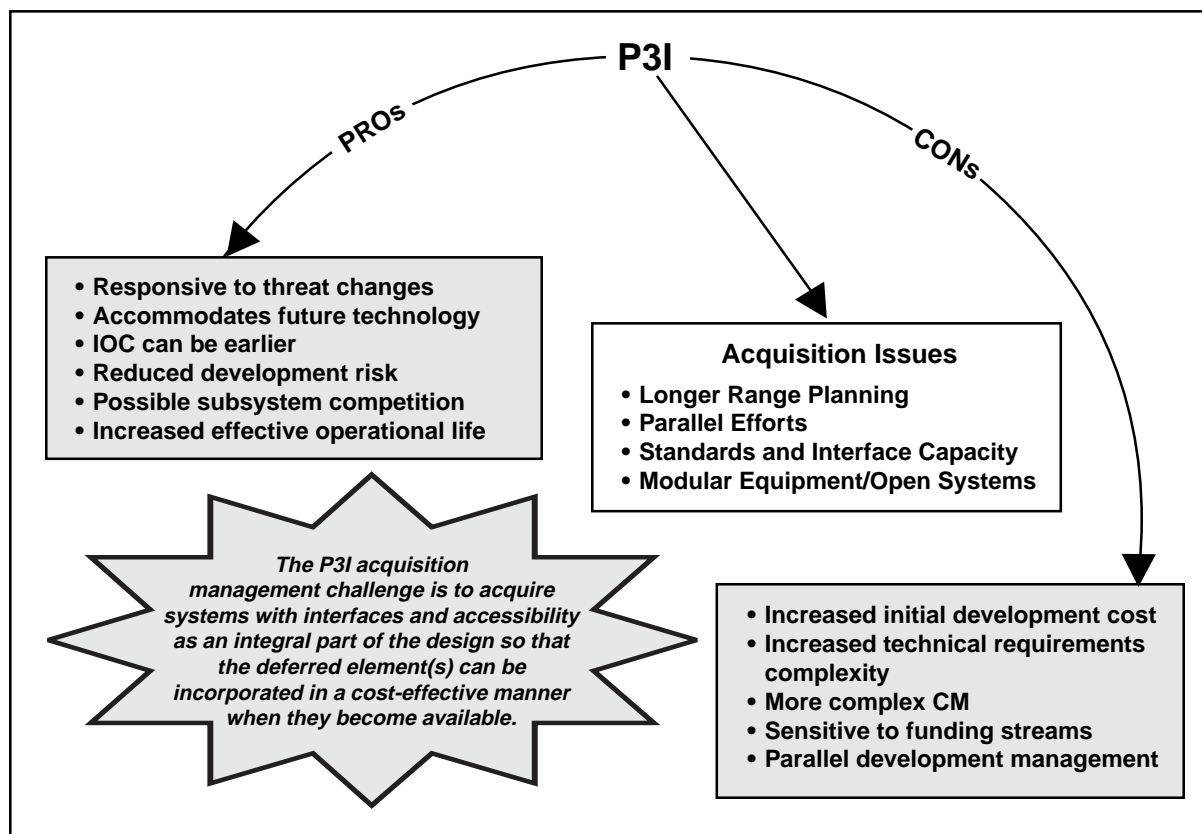 P3I
PROs
CONs
• Responsive to threat changes
• Accommodates future technology
• IOC can be earlier
• Reduced development risk
• Possible subsystem competition
• Increased effective operational life
Acquisition Issues
• Longer Range Planning
• Parallel Efforts
• Standards and Interface Capacity
• Modular Equipment/Open Systems
The P3I acquisition
management challenge is to acquire
systems with interfaces and accessibility
as an integral part of the design so that
the deferred element(s) can be
incorporated in a cost-effective manner
when they become available.
• Increased initial development cost
• Increased technical requirements
complexity
• More complex CM
• Sensitive to funding streams
• Parallel development management